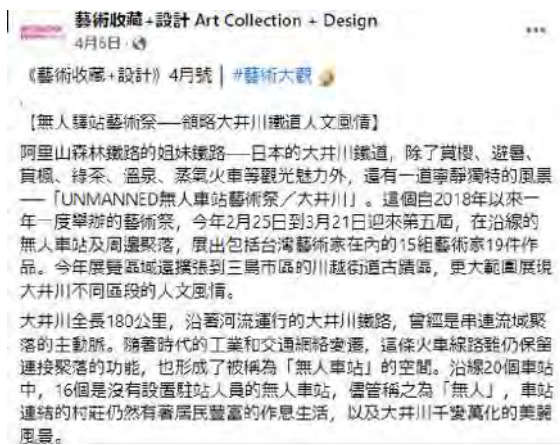 藝術收藏+設計 Art Collection + Design
4月6日
《藝術收藏+設計》4月號 | #藝術大觀
【無人驛站藝術祭──領略大井川鐵道人文風情】
阿里山森林鐵路的姐妹鐵路──日本的大井川鐵道，除了賞櫻、避暑、
賞楓、綠茶、溫泉、蒸氣火車等觀光魅力外，還有一道寧靜獨特的風景
──「UNMANNED無人車站藝術祭／大井川」。這個自2018年以來一
年一度舉辦的藝術祭，今年2月25日到3月21日迎來第五屆，在沿線的
無人車站及周邊聚落，展出包括台灣藝術家在內的15組藝術家19件作
品。今年展覽區域還擴張到三島市區的川越街道古蹟區，更大範圍展現
大井川不同區段的人文風情。
大井川全長180公里，沿著河流運行的大井川鐵路，曾經是串連流域聚
落的主動脈。隨著時代的工業和交通網絡變遷，這條火車線路雖仍保留
連接聚落的功能，也形成了被稱為「無人車站」的空間。沿線20個車站
中，16個是沒有設置駐站人員的無人車站，儘管稱之為「無人」，車站
連結的村莊仍然有著居民豐富的作息生活，以及大井川千變萬化的美麗
風景。